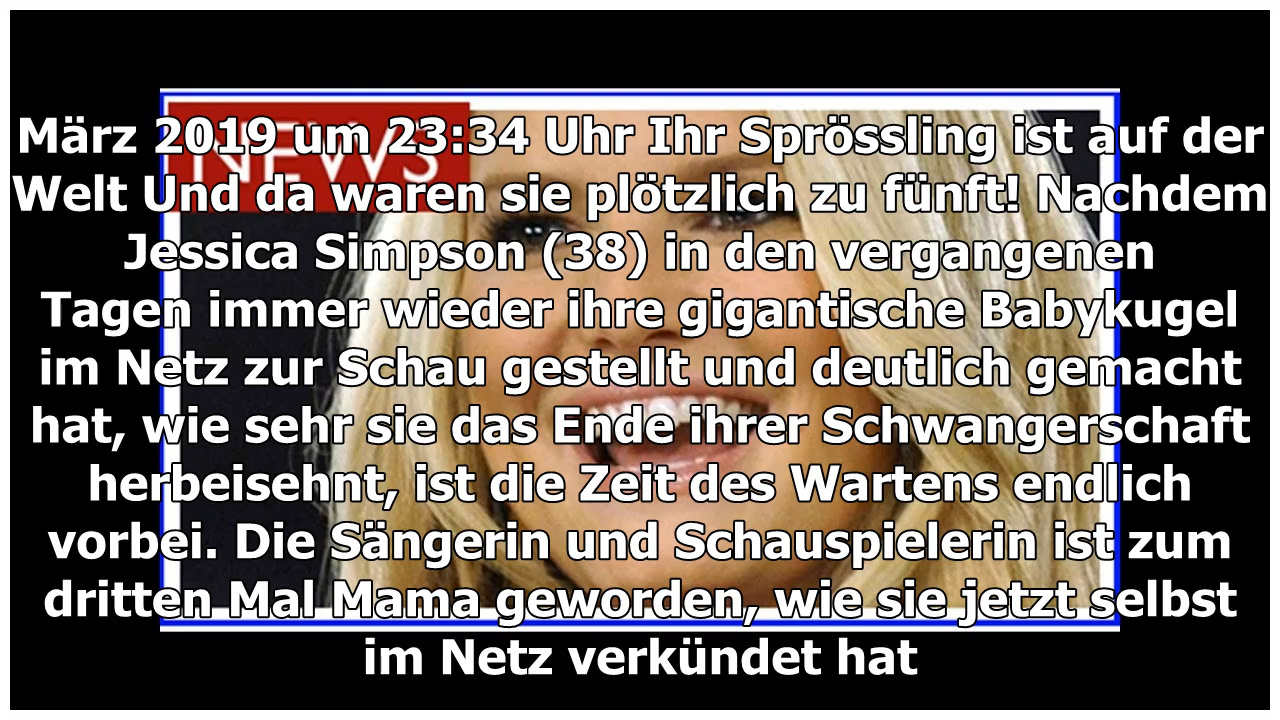 NEWS
März 2019 um 23:34 Uhr Ihr Sprössling ist auf der
Welt Und da waren sie plötzlich zu fünft! Nachdem
Jessica Simpson (38) in den vergangenen
Tagen immer wieder ihre gigantische Babykugel
im Netz zur Schau gestellt und deutlich gemacht
hat, wie sehr sie das Ende ihrer Schwangerschaft
herbeisehnt, ist die Zeit des Wartens endlich
vorbei. Die Sängerin und Schauspielerin ist zum
dritten Mal Mama geworden, wie sie jetzt selbst
im Netz verkündet hat